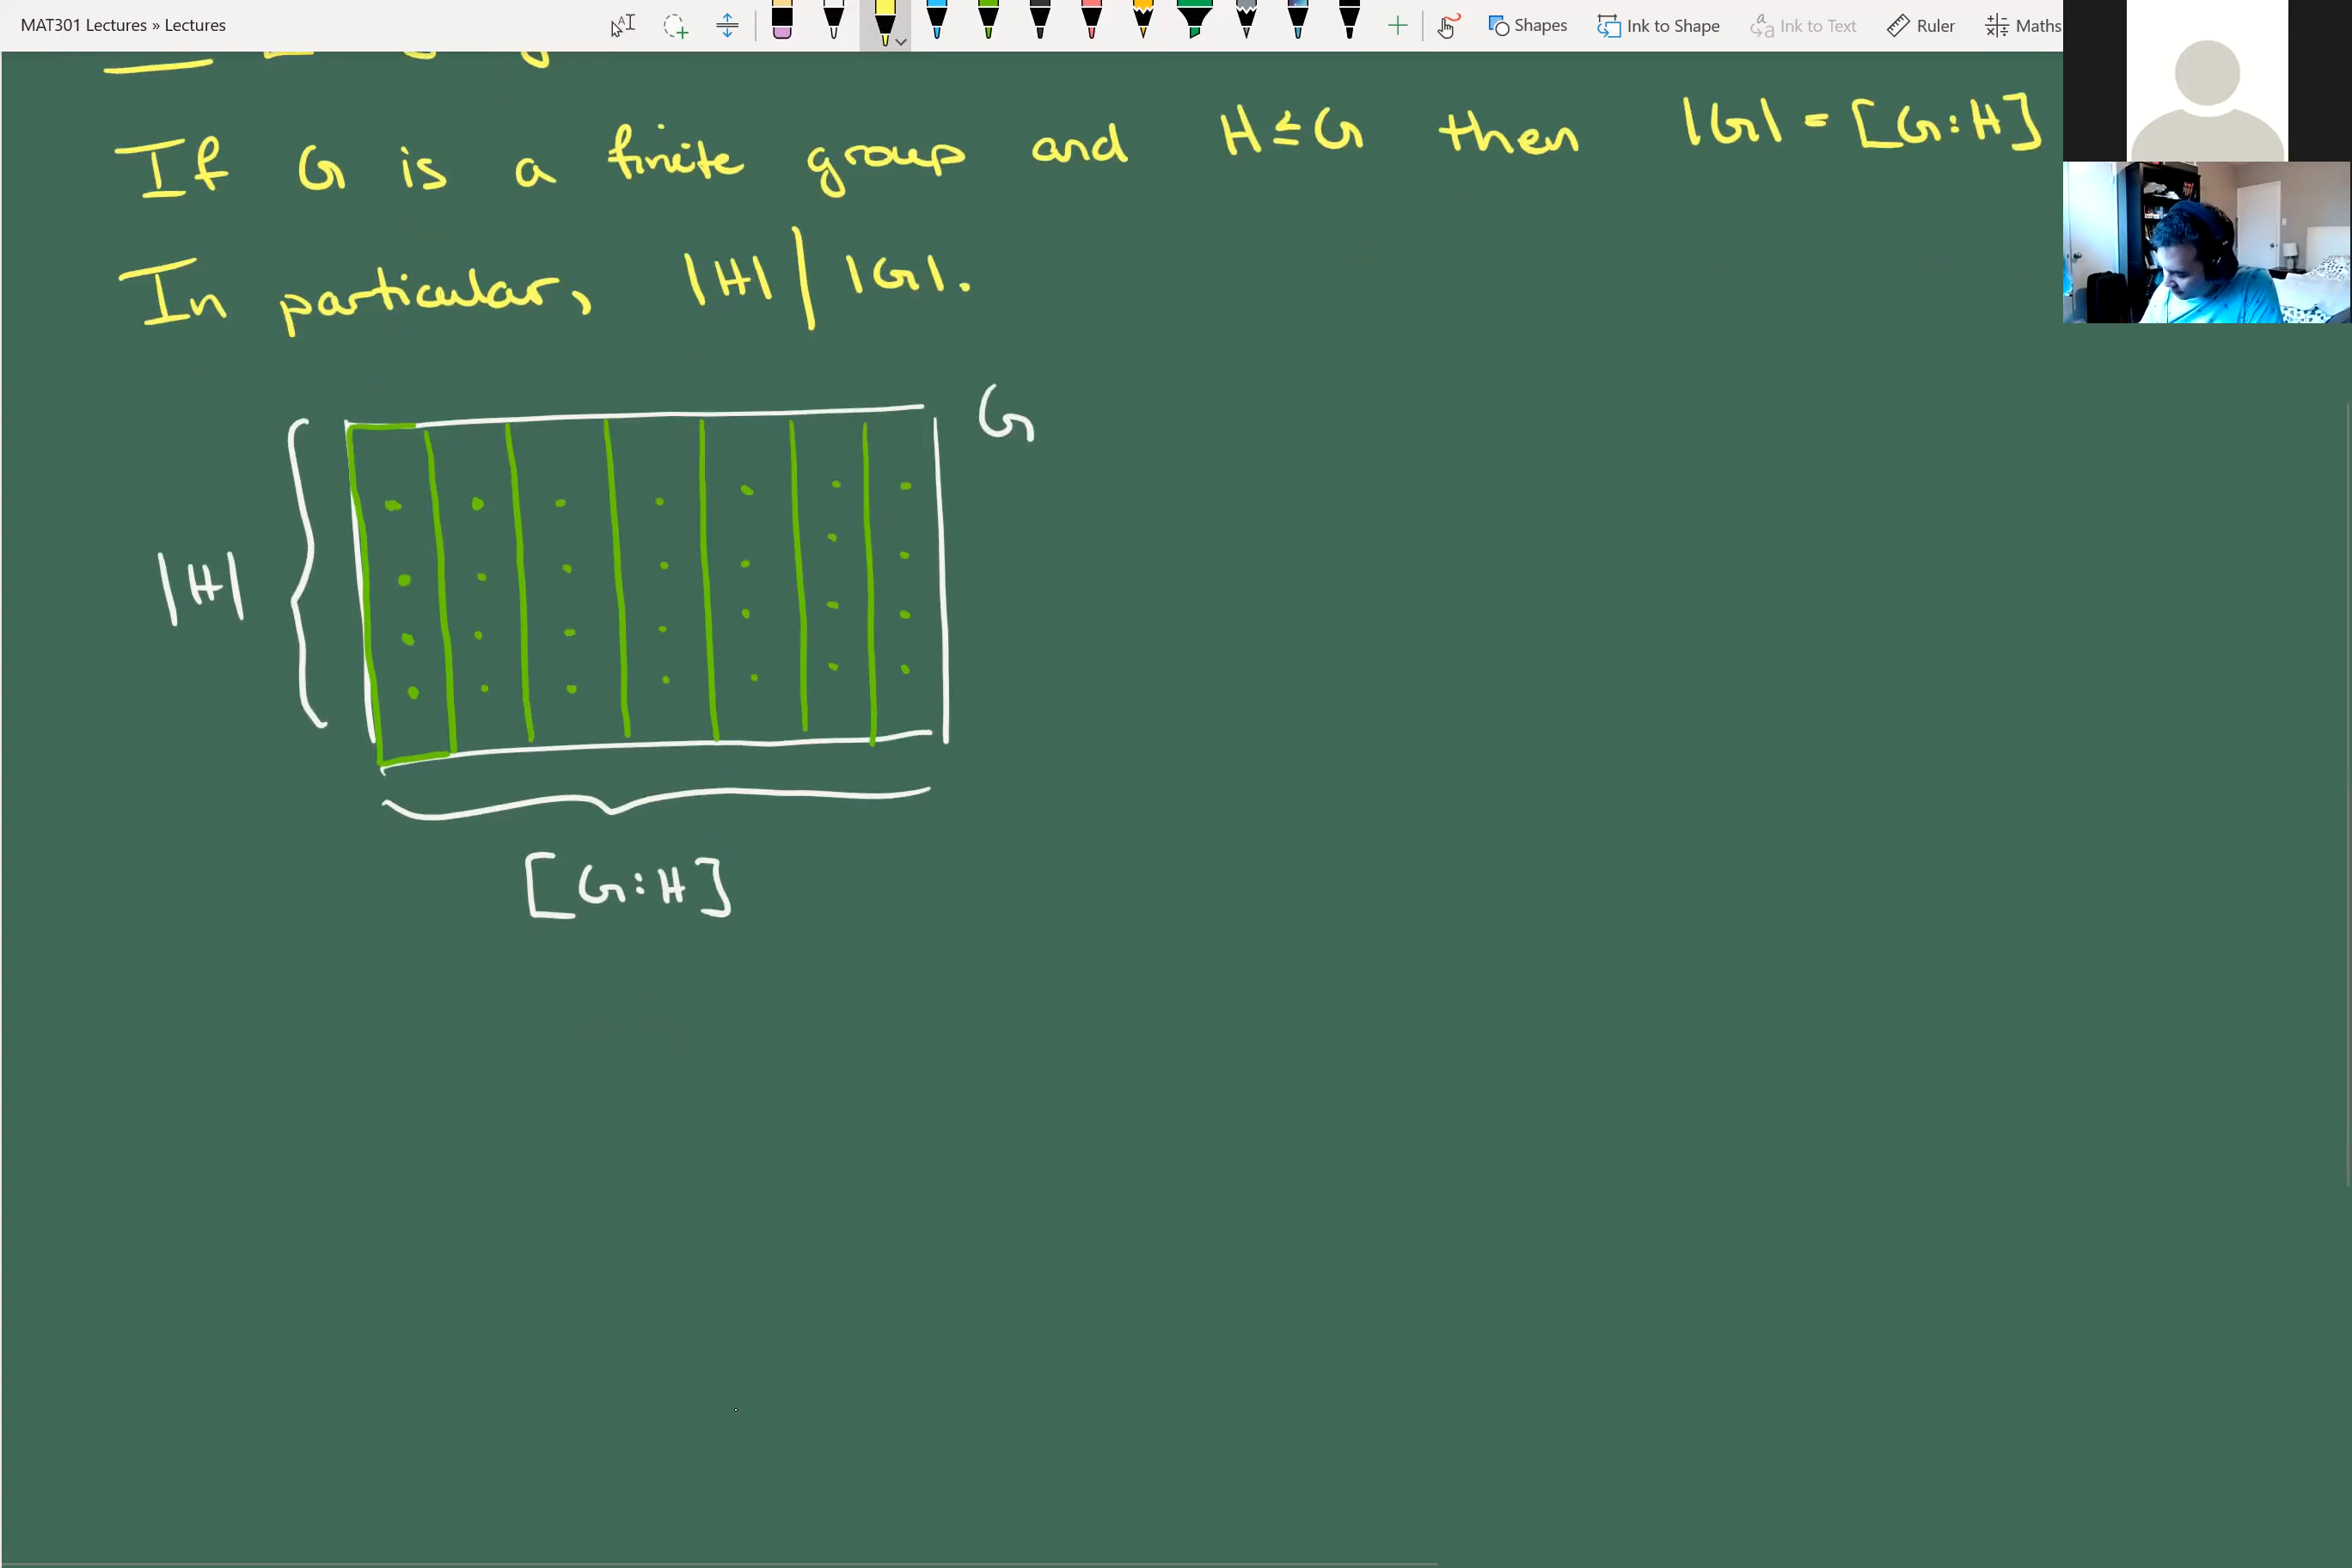 MAT301 Lectures » Lectures
Shapes Ink to Shape Ink to Text Ruler Maths
If G is a finite group and H ≤ G then |G| = [G:H]
In particular, |H| | |G|.
G
|H|
[G:H]